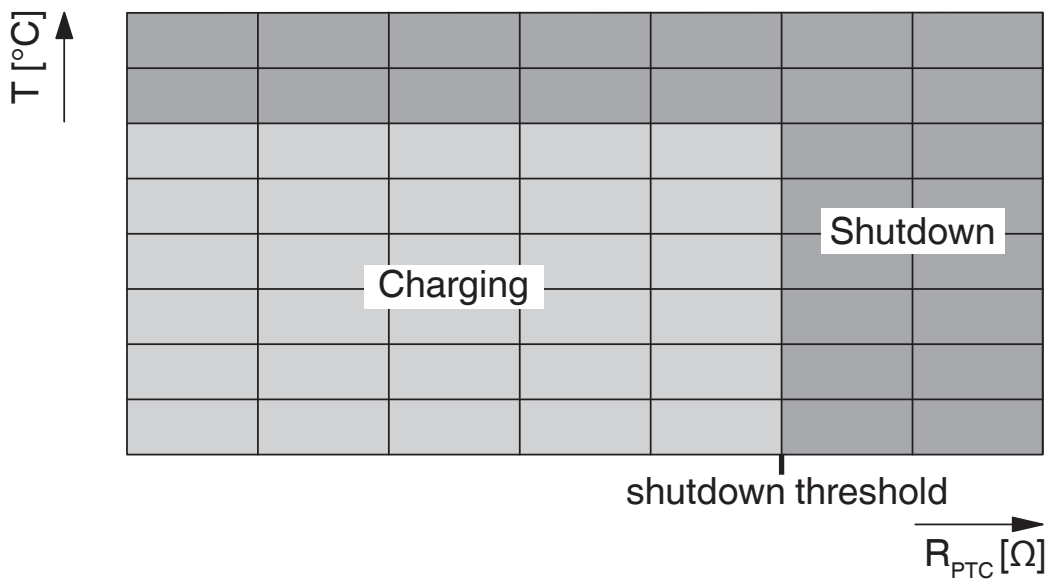 T [°C]
Shutdown
Charging
shutdown threshold
R_PTC [Ω]